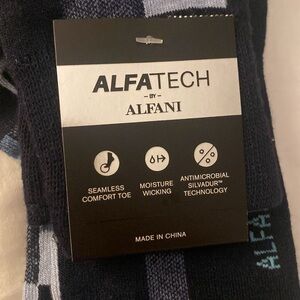 ALFATECH
- BY -
ALFANI
SEAMLESS
COMFORT TOE
MOISTURE
WICKING
ANTIMICROBIAL
SILVADUR™
TECHNOLOGY
MADE IN CHINA
ALFA